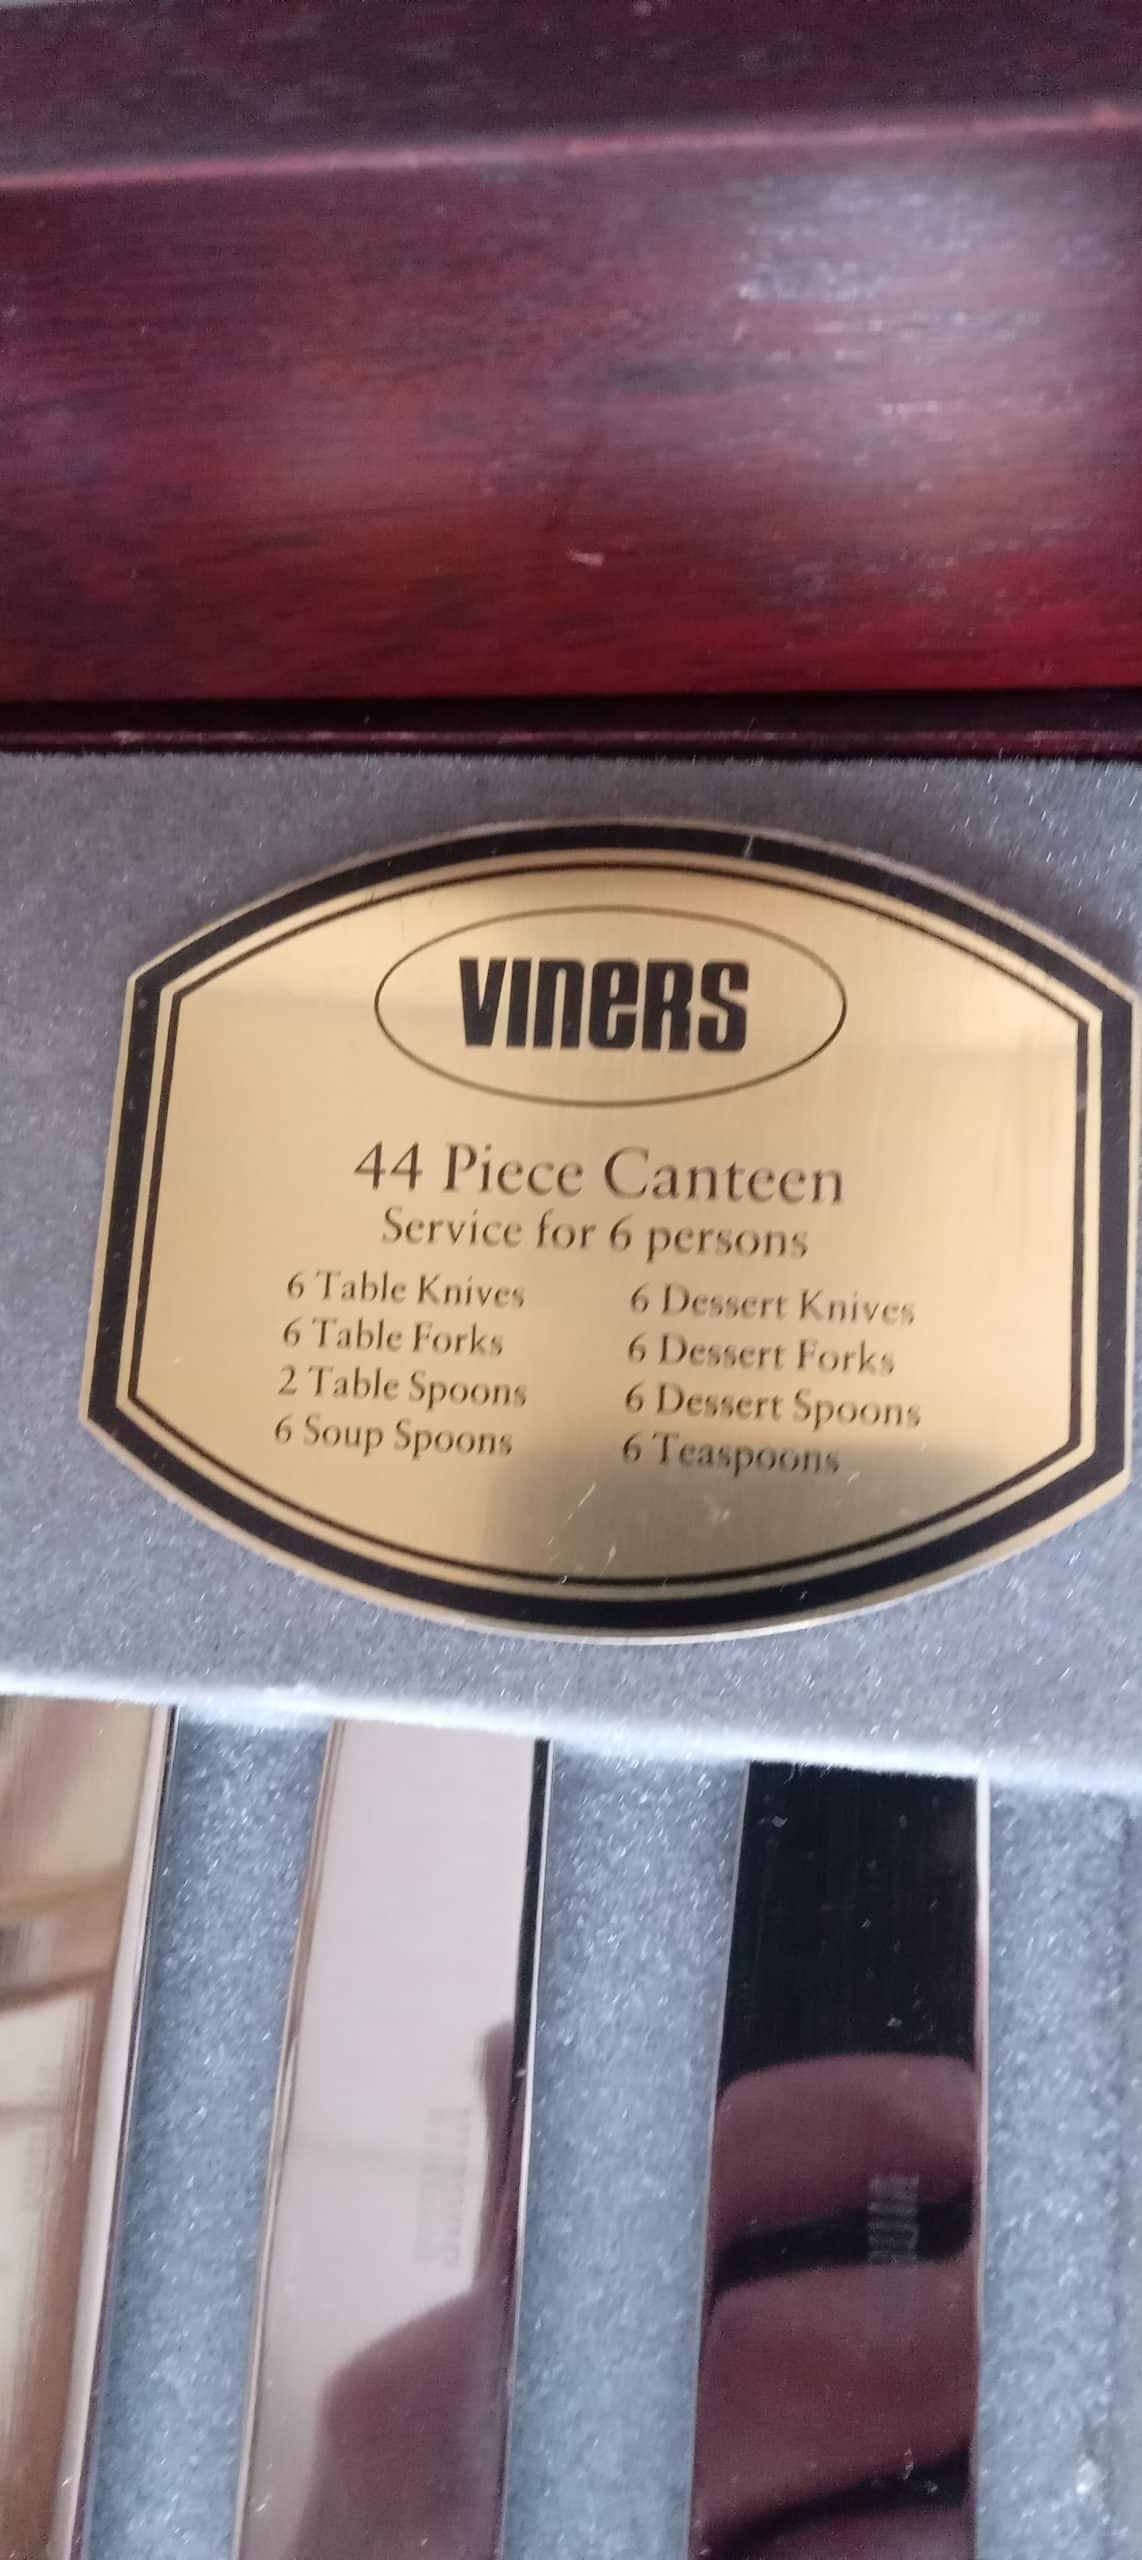 VINERS
44 Piece Canteen
Service for 6 persons
6 Table Knives
6 Table Forks
2 Table Spoons
6 Soup Spoons
6 Dessert Knives
6 Dessert Forks
6 Dessert Spoons
6 Teaspoons